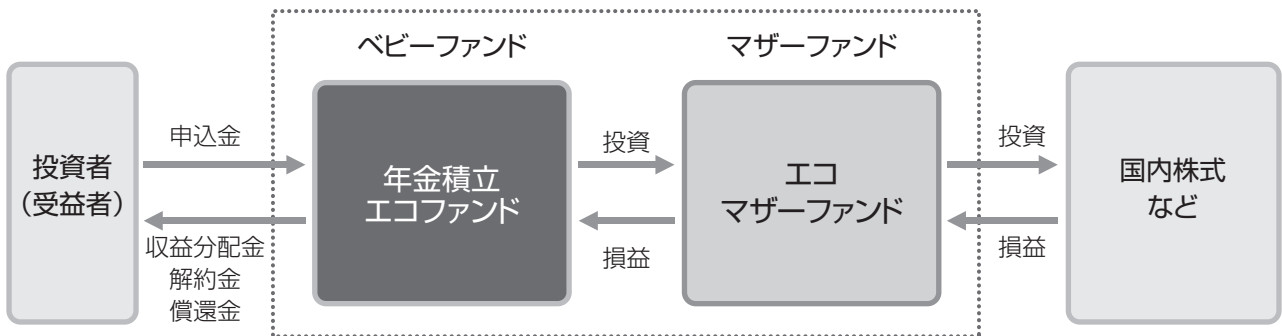 ベビーファンド
マザーファンド
投資者
（受益者）
申込金
収益分配金
解約金
償還金
年金積立
エコファンド
投資
損益
エコ
マザーファンド
投資
損益
国内株式
など